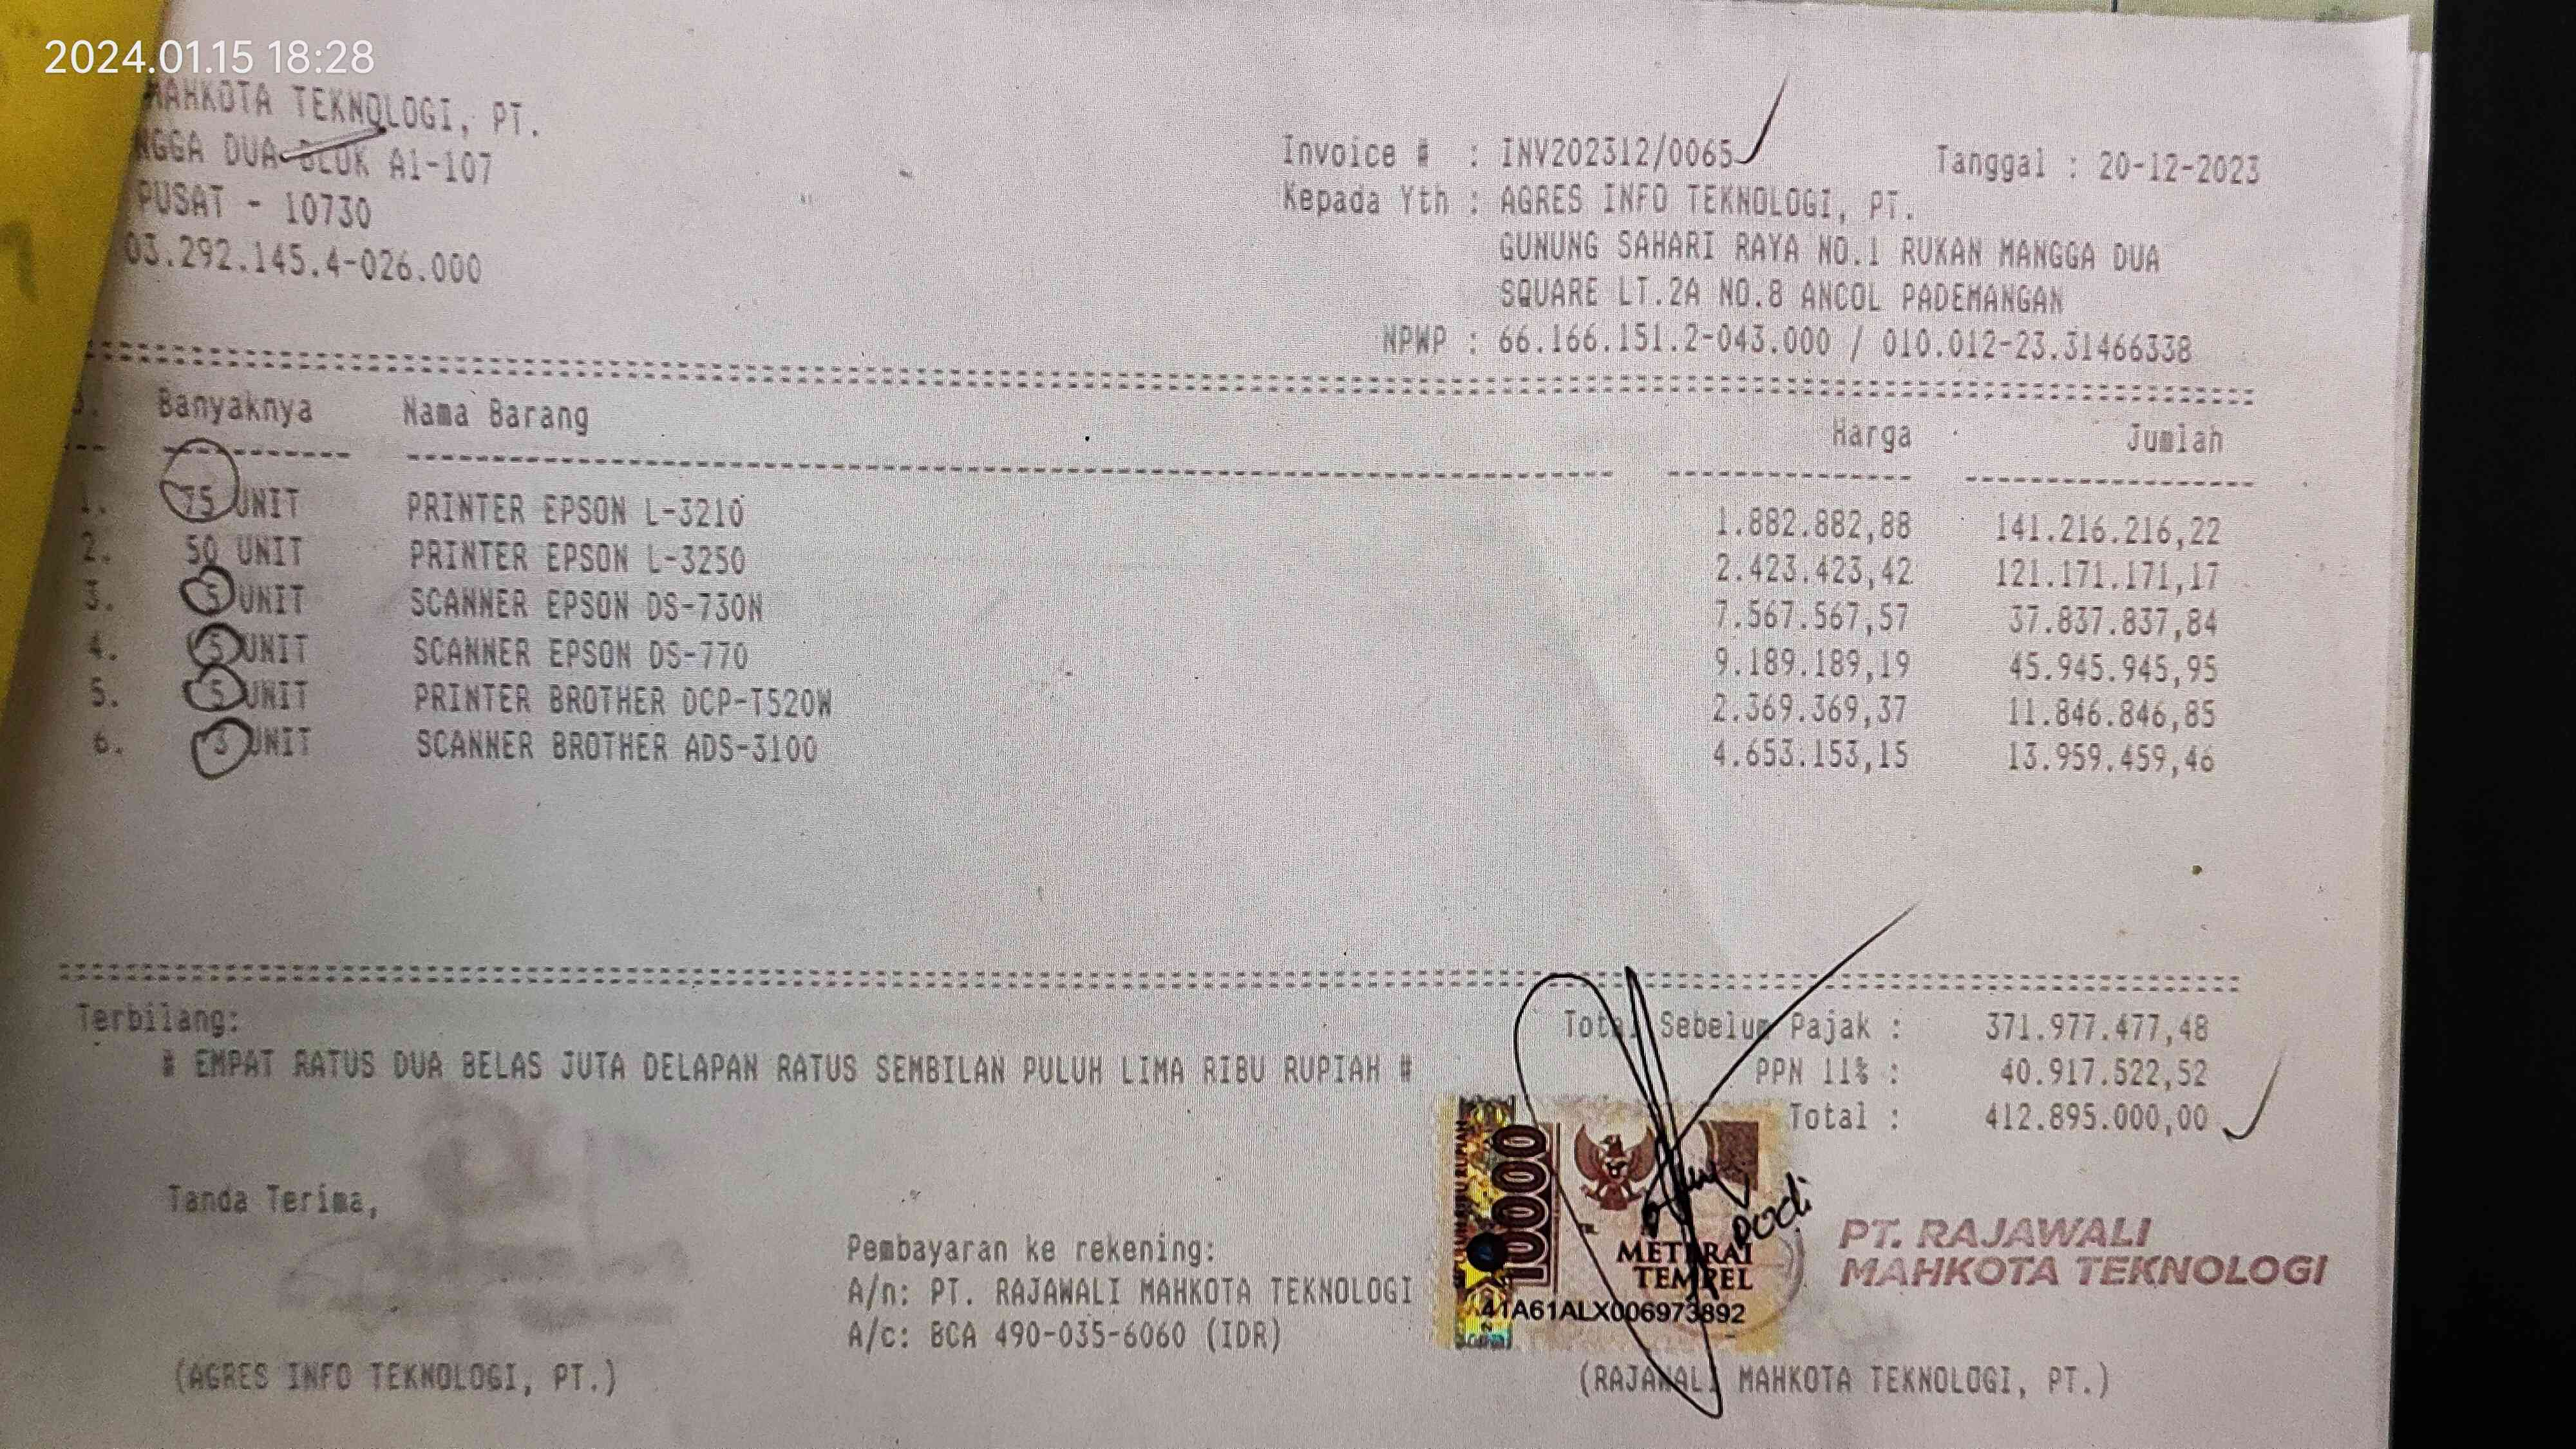 2024.01.15 18:28
MAHKOTA TEKNOLOGI, PT.
NGGA DUA BLOK A1-107
PUSAT - 10730
03.292.145.4-026.000
Invoice # : INV202312/0065
Tanggal : 20-12-2023
Kepada Yth : AGRES INFO TEKNOLOGI, PT.
GUNUNG SAHARI RAYA NO.1 RUKAN MANGGA DUA
SQUARE LT.2A NO.8 ANCOL PADEMANGAN
NPWP : 66.166.151.2-043.000 / 010.012-23.31466338
Banyaknya Nama Barang Harga Jumlah
1. 75 UNIT PRINTER EPSON L-3210 1.882.882,88 141.216.216,22
2. 50 UNIT PRINTER EPSON L-3250 2.423.423,42 121.171.171,17
3. 5 UNIT SCANNER EPSON DS-730N 7.567.567,57 37.837.837,84
4. 5 UNIT SCANNER EPSON DS-770 9.189.189,19 45.945.945,95
5. 5 UNIT PRINTER BROTHER DCP-T520W 2.369.369,37 11.846.846,85
6. 3 UNIT SCANNER BROTHER ADS-3100 4.653.153,15 13.959.459,46
Terbilang:
# EMPAT RATUS DUA BELAS JUTA DELAPAN RATUS SEMBILAN PULUH LIMA RIBU RUPIAH #
Total Sebelum Pajak : 371.977.477,48
PPN 11% : 40.917.522,52
Total : 412.895.000,00
Tanda Terima,
Pembayaran ke rekening:
A/n: PT. RAJAWALI MAHKOTA TEKNOLOGI
A/c: BCA 490-035-6060 (IDR)
10000
METERAI
TEMPEL
41A61ALX006973892
Dodi
PT. RAJAWALI
MAHKOTA TEKNOLOGI
(AGRES INFO TEKNOLOGI, PT.)
(RAJAWALI MAHKOTA TEKNOLOGI, PT.)